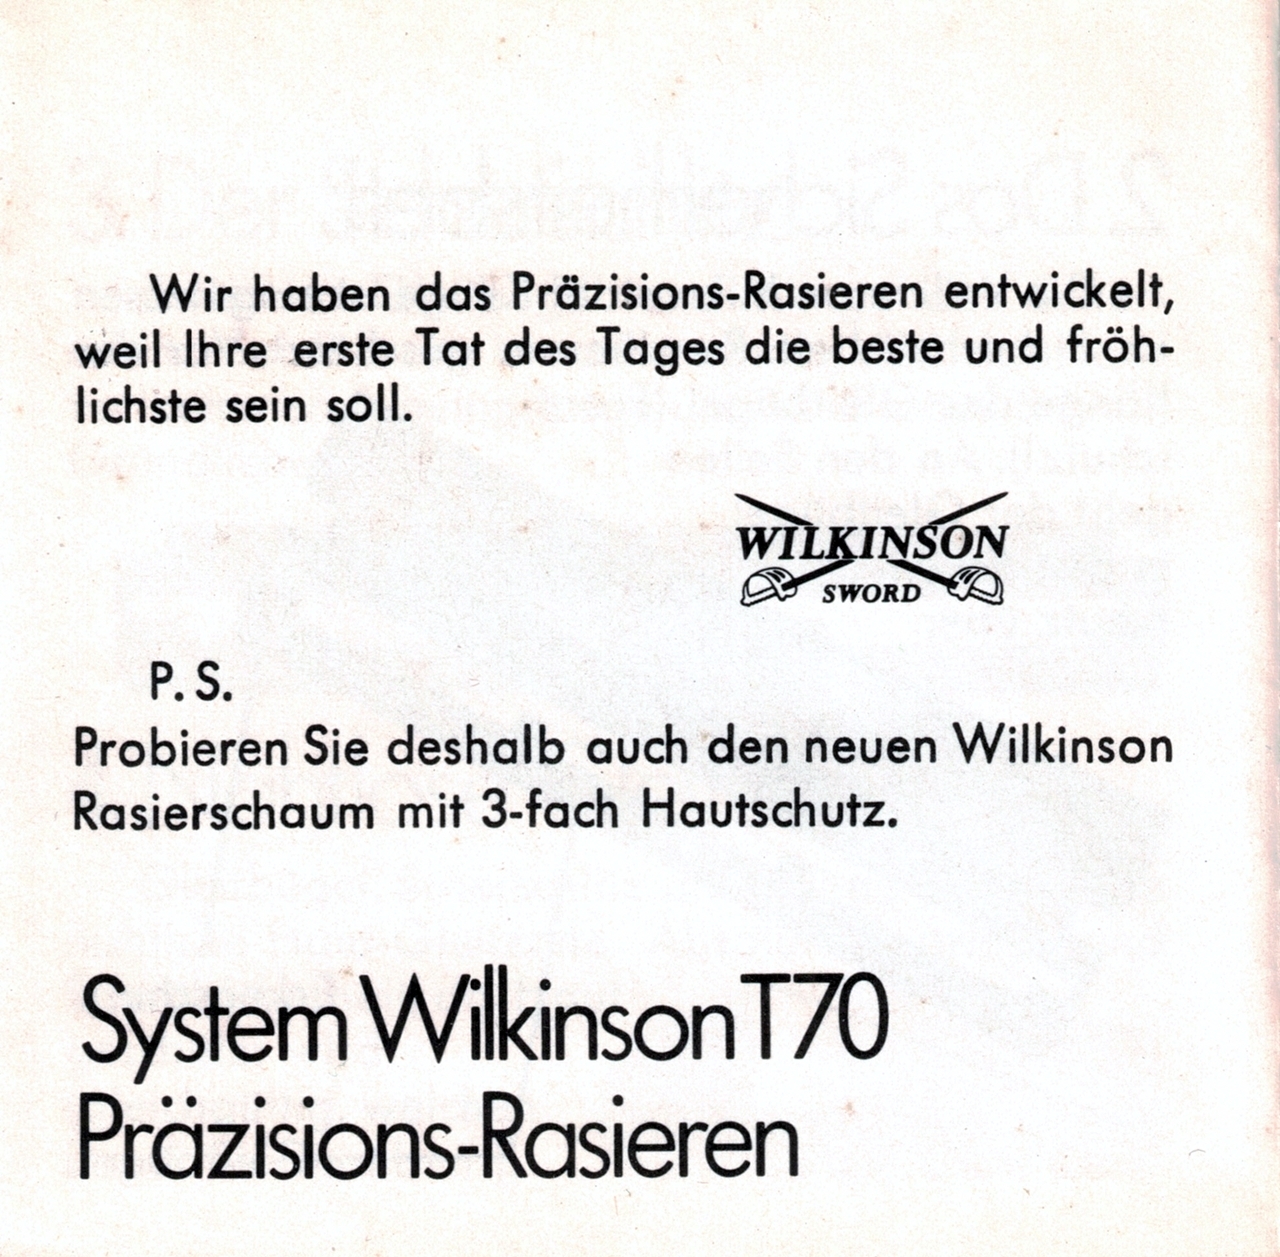 Wir haben das Präzisions-Rasieren entwickelt,
weil Ihre erste Tat des Tages die beste und fröh-
lichste sein soll.
WILKINSON
SWORD
P. S.
Probieren Sie deshalb auch den neuen Wilkinson
Rasierschaum mit 3-fach Hautschutz.
System Wilkinson T70
Präzisions-Rasieren